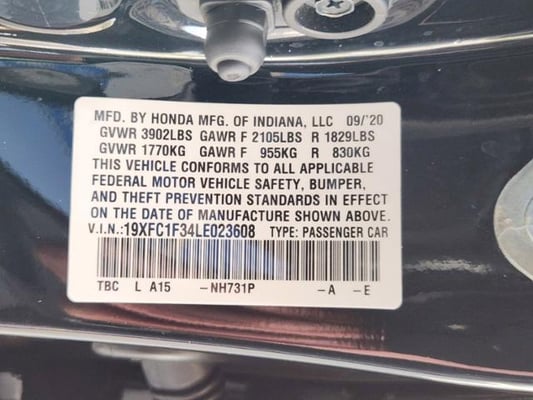 MFD. BY HONDA MFG. OF INDIANA, LLC 09/'20
GVWR 3902LBS GAWR F 2105LBS R 1829LBS
GVWR 1770KG GAWR F 955KG R 830KG
THIS VEHICLE CONFORMS TO ALL APPLICABLE
FEDERAL MOTOR VEHICLE SAFETY, BUMPER,
AND THEFT PREVENTION STANDARDS IN EFFECT
ON THE DATE OF MANUFACTURE SHOWN ABOVE.
V.I.N.:19XFC1F34LE023608 TYPE: PASSENGER CAR
TBC L A15 -NH731P -A -E